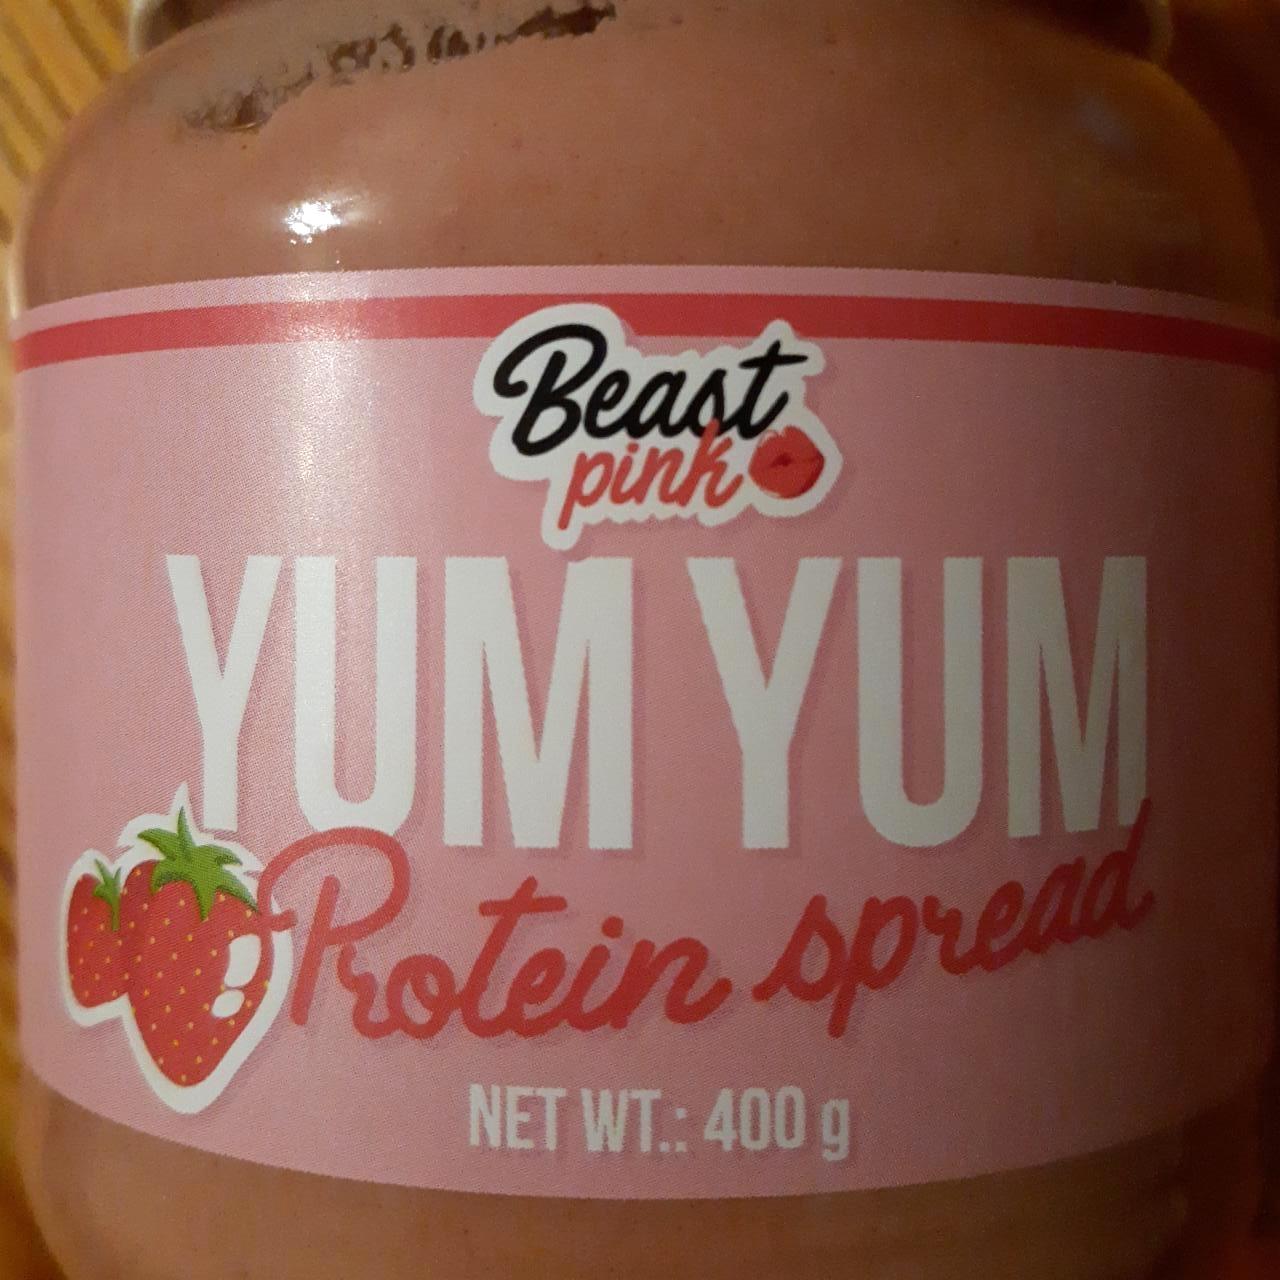 Beast
pink
YUM YUM
Protein spread
NET WT.: 400 g